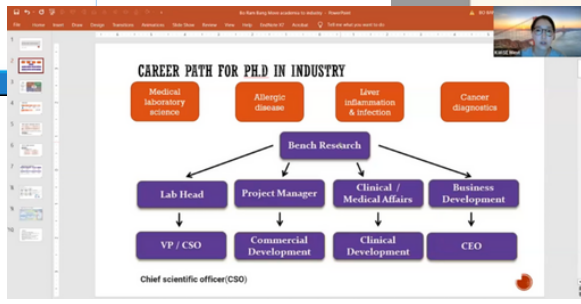 File Home Insert Draw Design Transitions Animations Slide Show Review View Help Acrobat Tell me what you want to do
CAREER PATH FOR PH.D IN INDUSTRY
Medical
laboratory
science
Allergic
disease
Liver
inflammation
& infection
Cancer
diagnostics
Bench Research
Lab Head
Project Manager
Clinical /
Medical Affairs
Business
Development
VP / CSO
Commercial
Development
Clinical
Development
CEO
Chief scientific officer(CSO)